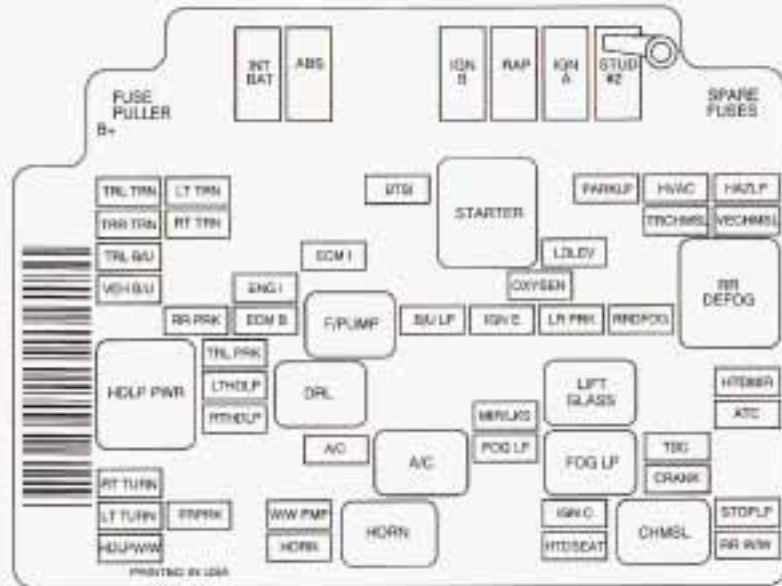 INT BAT
ABS
IGN B
RAP
IGN A
STUD #2
FUSE PULLER
B+
SPARE FUSES
TRL TRN
LT TRN
BTSI
STARTER
PARKLP
HVAC
HAZLP
TRR TRN
RT TRN
TRCHMSL
VECHMSL
TRL B/U
ECM I
LDLEV
RR DEFOG
VEH B/U
ENG I
OXYSEN
RR PRK
ECM B
F/PUMP
B/U LP
IGN E
LR PRK
RRDFOG
HDLP PWR
TRL PRK
DRL
LIFT GLASS
HTDMIR
LTHDLP
RTHDLP
MIR/LKS
ATC
A/C
A/C
FOG LP
FOG LP
TBC
CRANK
RT TURN
LT TURN
FRPRK
W/W PMP
HORN
IGN C
CHMSL
STOPLP
HDLPW/W
HORN
HTDSEAT
RR W/W
PRINTED IN USA